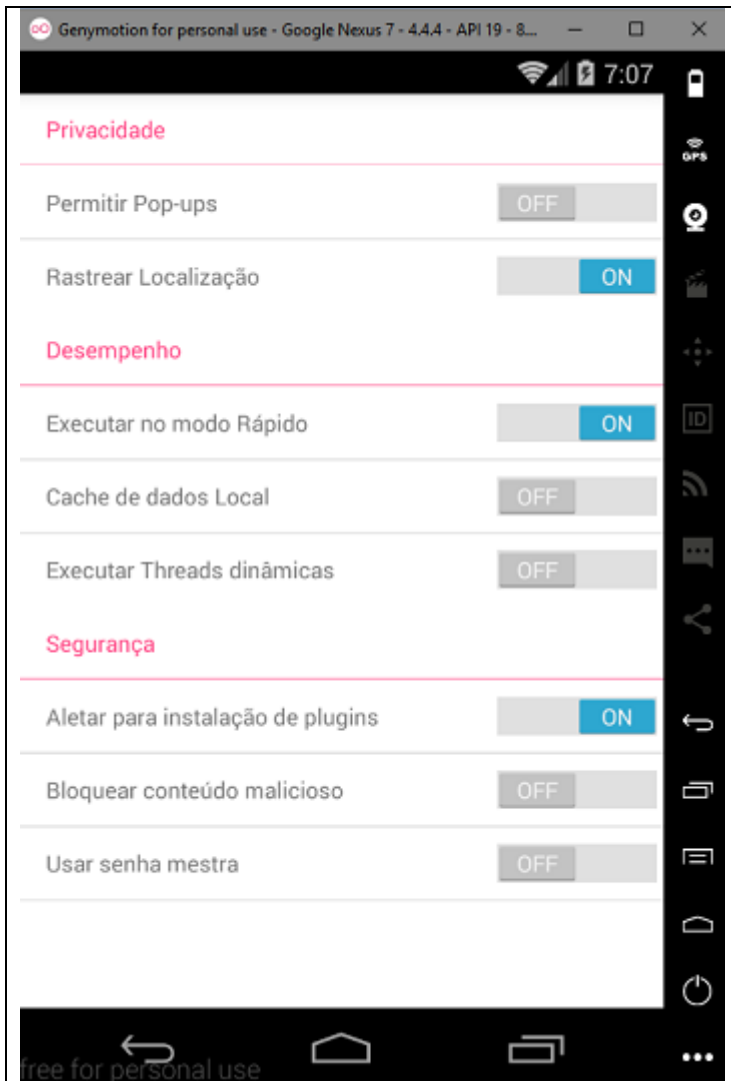 Genymotion for personal use - Google Nexus 7 - 4.4.4 - API 19 - 8...
7:07
GPS
Privacidade
Permitir Pop-ups OFF
Rastrear Localização ON
Desempenho
Executar no modo Rápido ON
ID
Cache de dados Local OFF
Executar Threads dinâmicas OFF
Segurança
Aletar para instalação de plugins ON
Bloquear conteúdo malicioso OFF
Usar senha mestra OFF
free for personal use